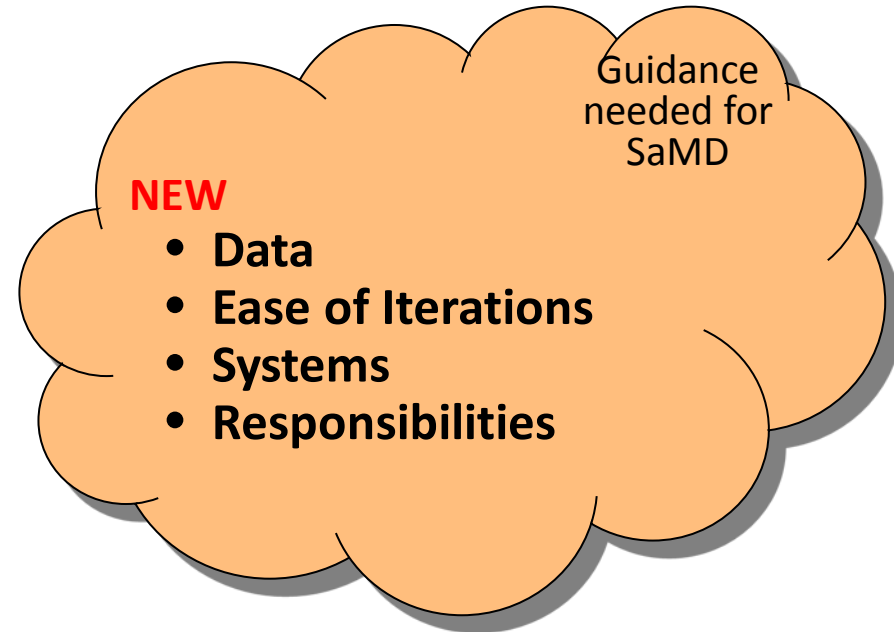 Guidance
needed for
SaMD
NEW
• Data
• Ease of Iterations
• Systems
• Responsibilities